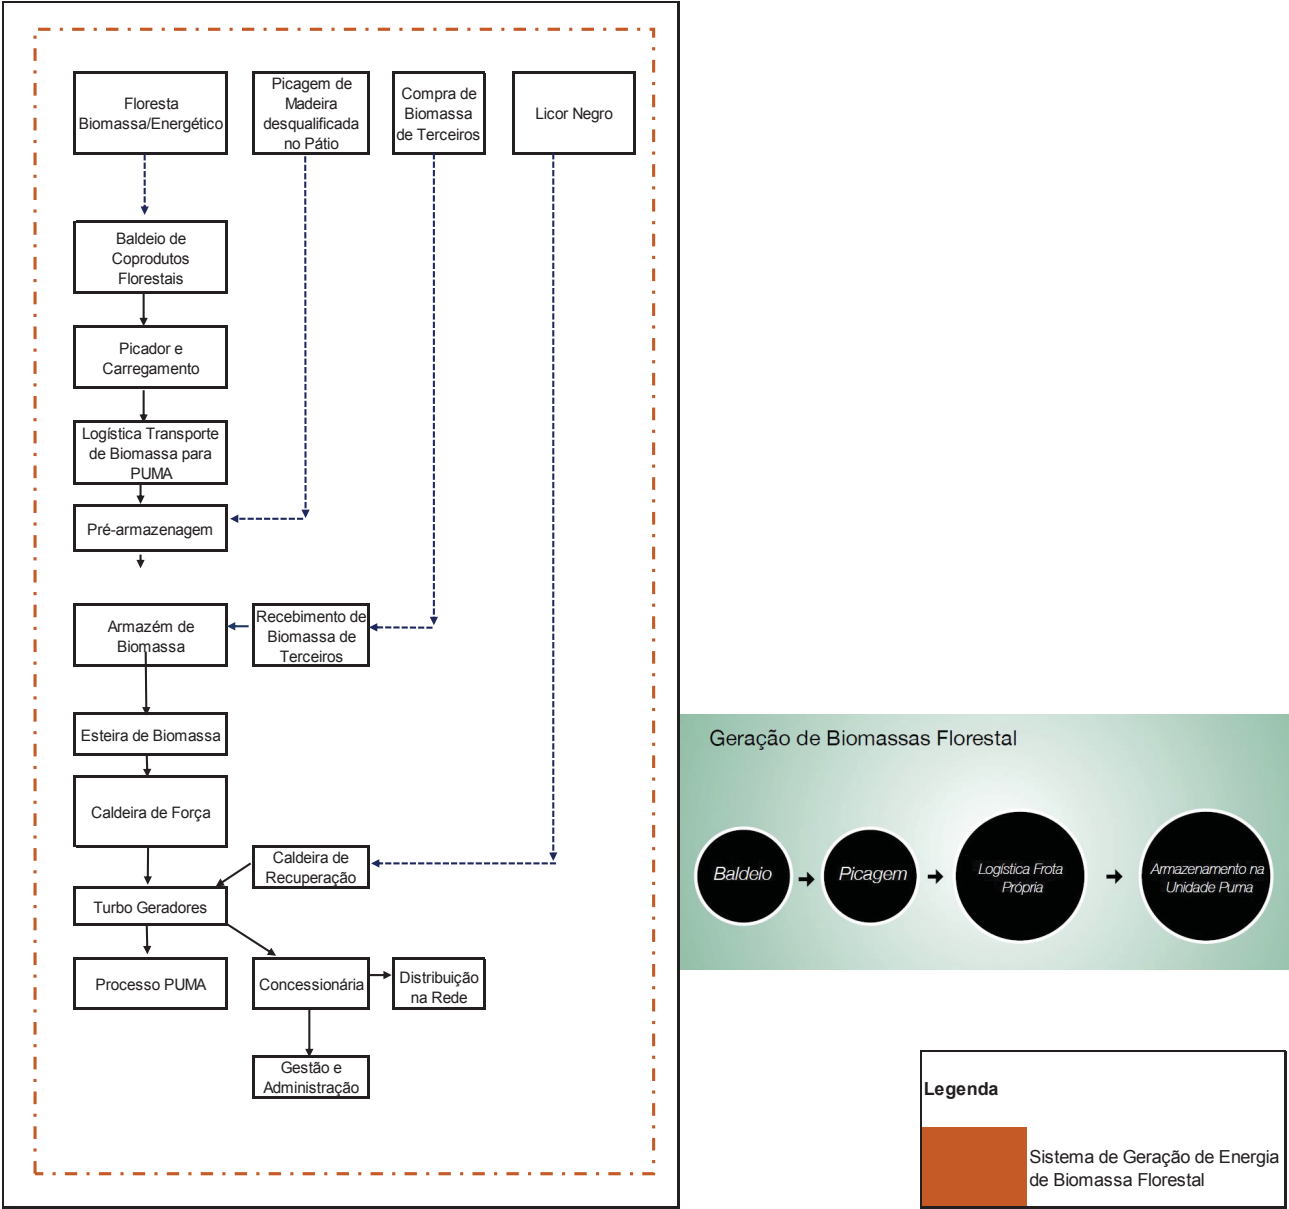 Floresta
Biomassa/Energético
Picagem de
Madeira
desqualificada
no Pátio
Compra de
Biomassa
de Terceiros
Licor Negro
Baldeio de
Coprodutos
Florestais
Picador e
Carregamento
Logística Transporte
de Biomassa para
PUMA
Pré-armazenagem
Armazém de
Biomassa
Recebimento de
Biomassa de
Terceiros
Esteira de Biomassa
Caldeira de Força
Caldeira de
Recuperação
Turbo Geradores
Processo PUMA
Concessionária
Distribuição
na Rede
Gestão e
Administração
Geração de Biomassas Florestal
Baldeio
Picagem
Logística Frota
Própria
Armazenamento na
Unidade Puma
Legenda
Sistema de Geração de Energia
de Biomassa Florestal